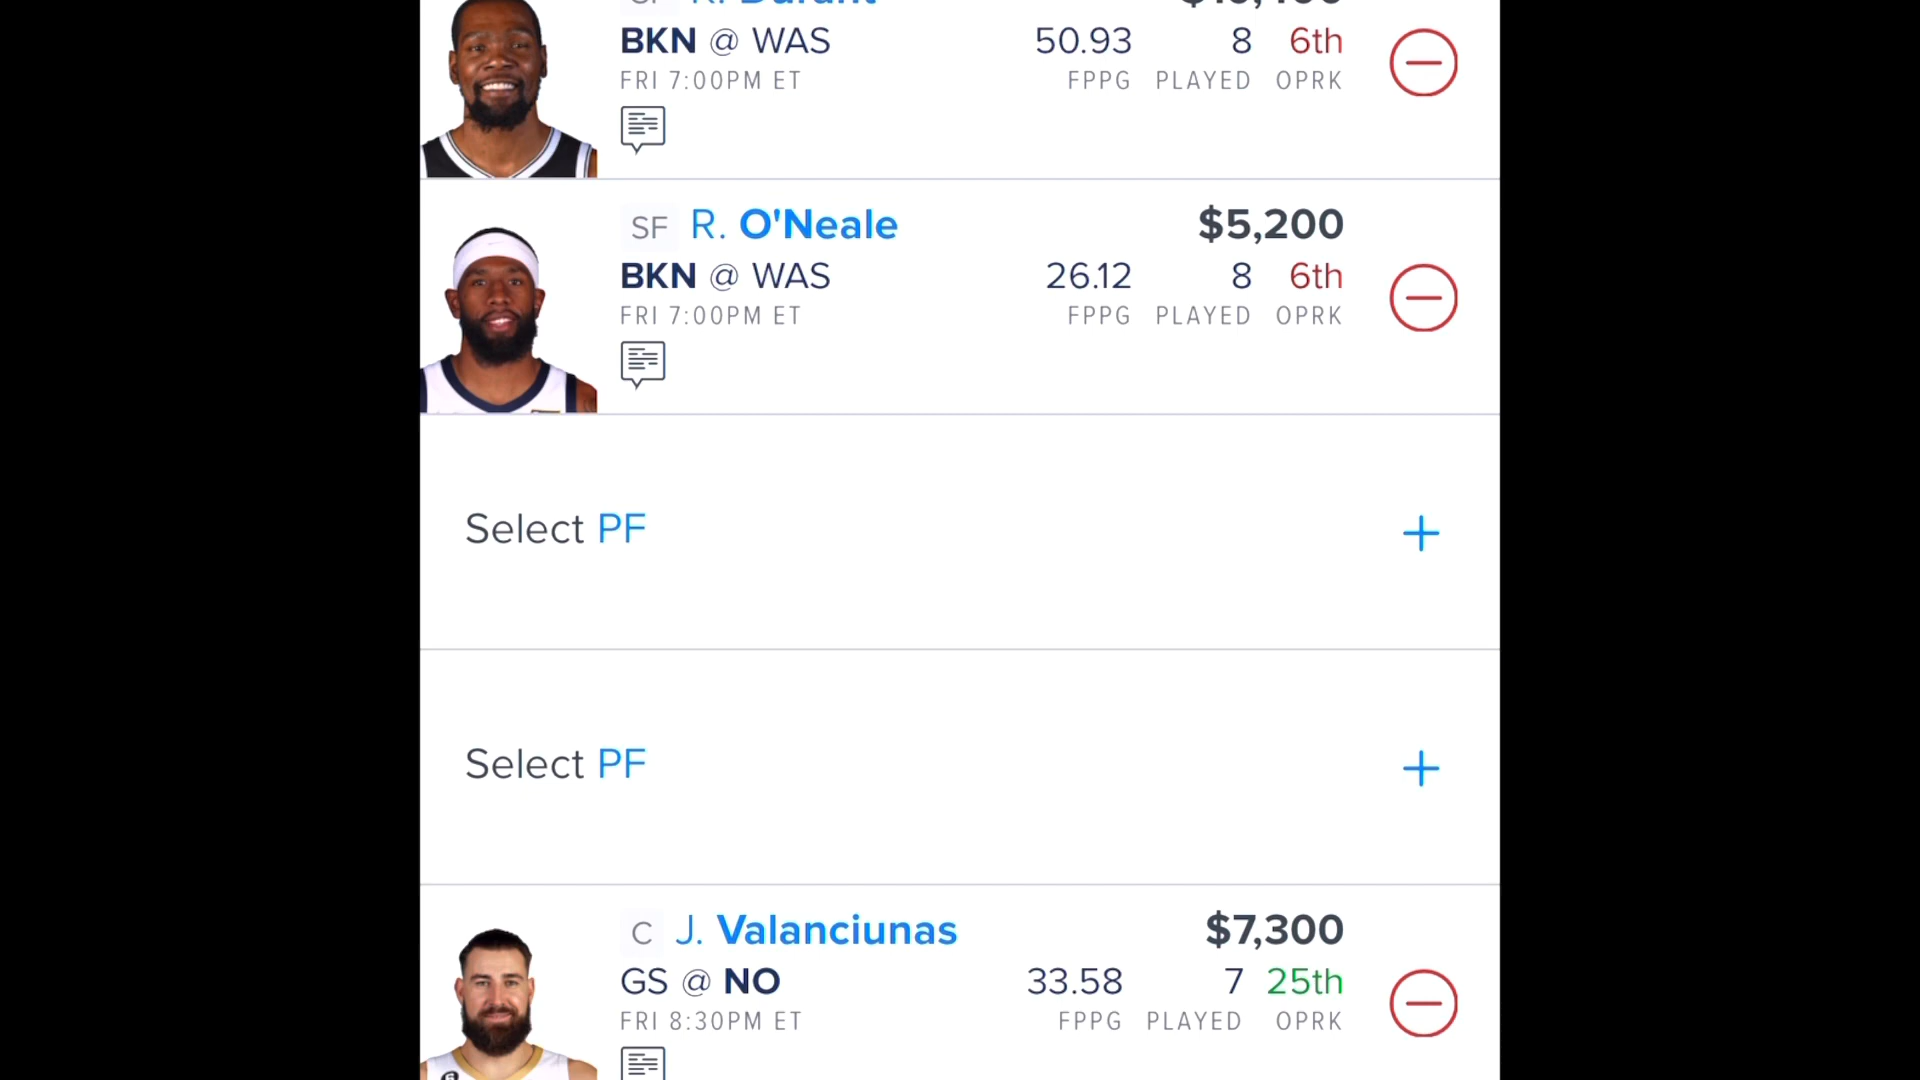 BKN @ WAS 50.93 8 6th
FRI 7:00PM ET FPPG PLAYED OPRK
SF R. O'Neale $5,200
BKN @ WAS 26.12 8 6th
FRI 7:00PM ET FPPG PLAYED OPRK
Select PF
Select PF
C J. Valanciunas $7,300
GS @ NO 33.58 7 25th
FRI 8:30PM ET FPPG PLAYED OPRK